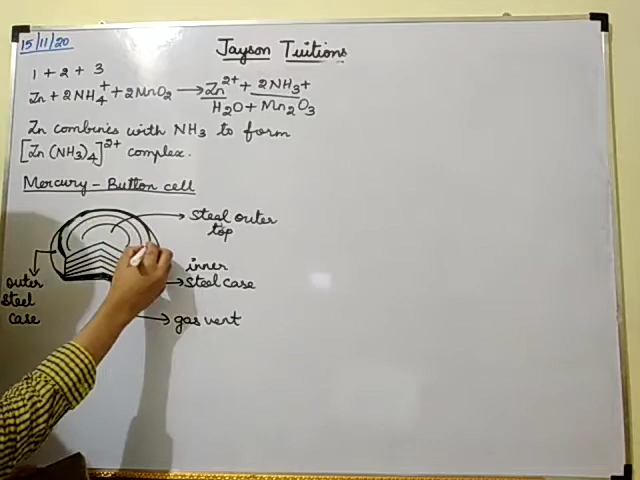 15/11/20
Jayson Tuitions
1 + 2 + 3
Zn + 2NH₄⁺ + 2MnO₂ → Zn²⁺ + 2NH₃ +
H₂O + Mn₂O₃
Zn combines with NH₃ to form
[Zn(NH₃)₄]²⁺ complex.
Mercury - Button cell
Steal outer
top
inner
steel case
outer
steel
case
gas vent